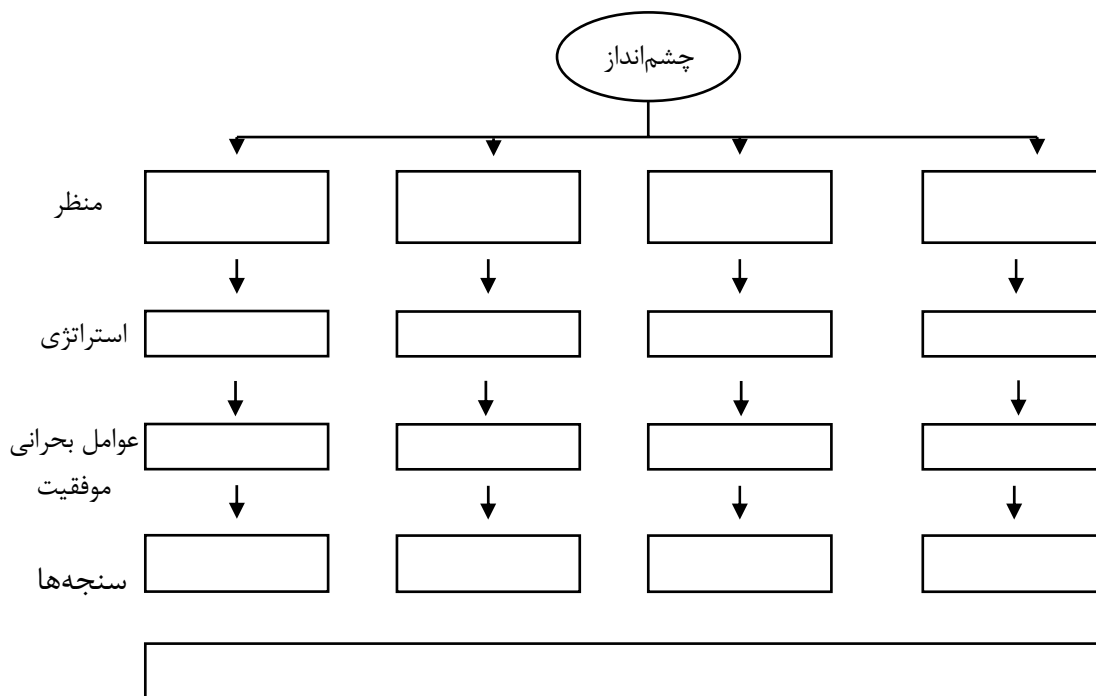 چشم‌انداز
منظر
استراتژی
عوامل بحرانی
موفقیت
سنجه‌ها